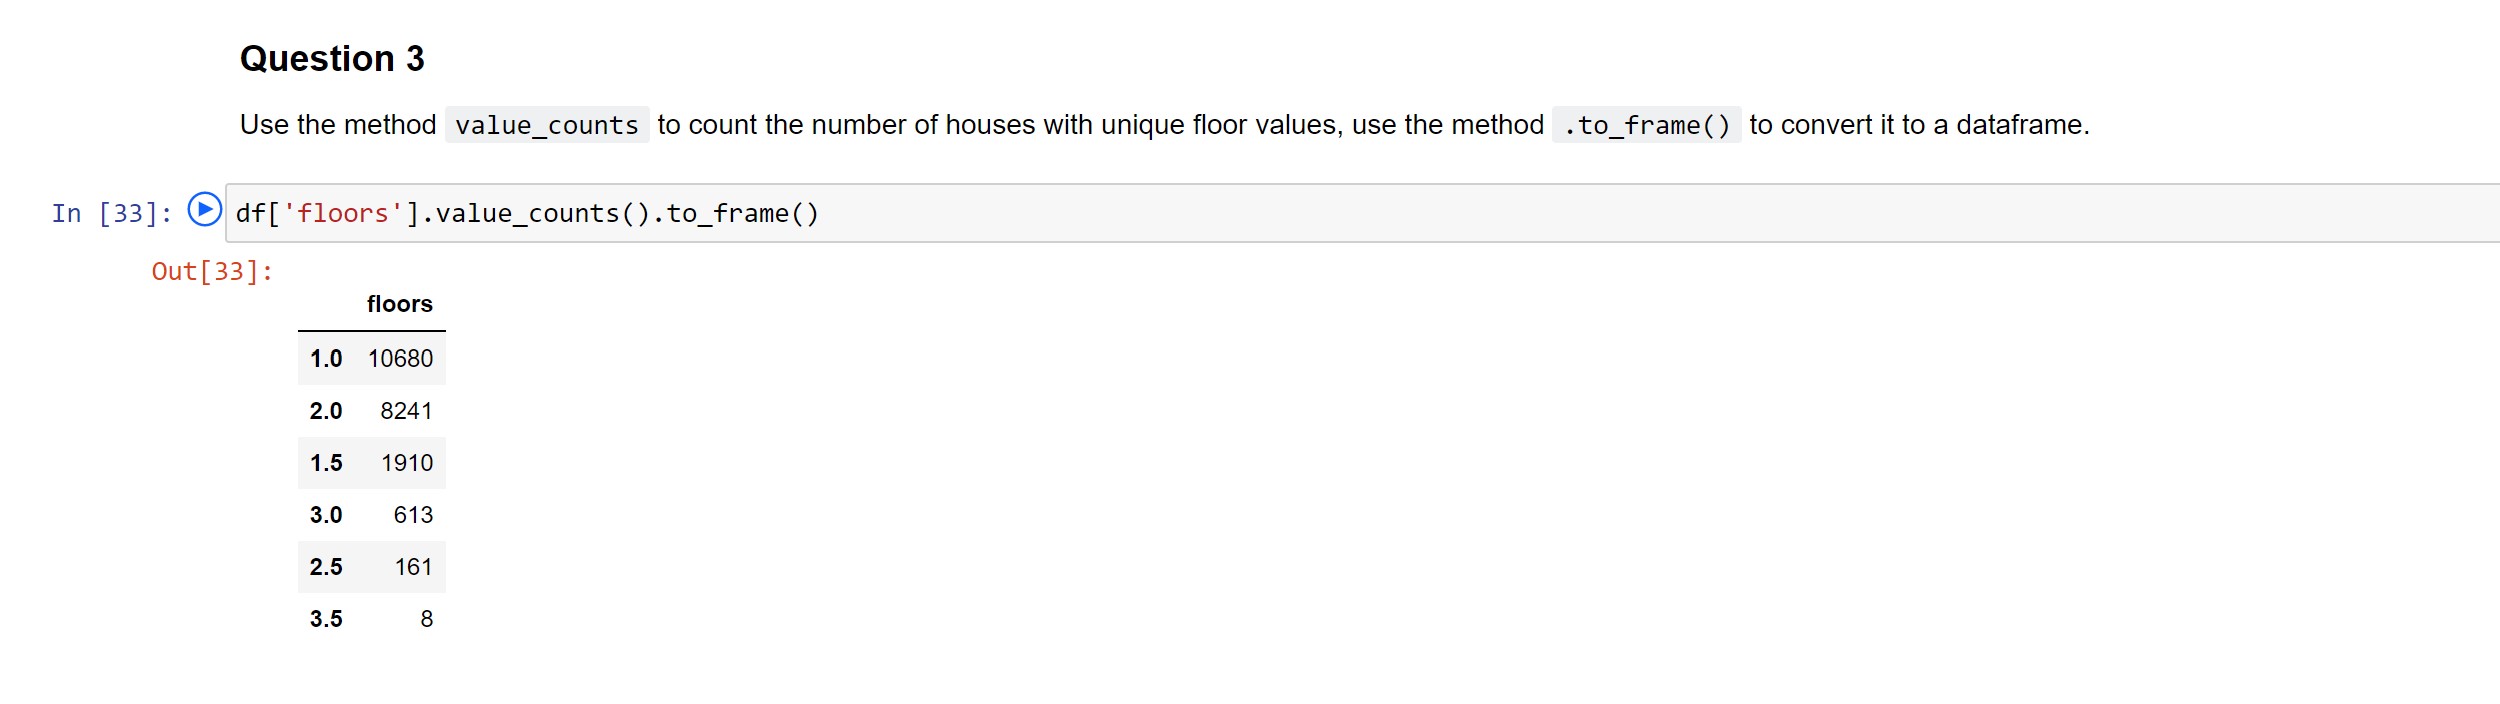 Question 3
Use the method value_counts to count the number of houses with unique floor values, use the method .to_frame() to convert it to a dataframe.
In [33]: df['floors'].value_counts().to_frame()
Out[33]:
floors
1.0 10680
2.0 8241
1.5 1910
3.0 613
2.5 161
3.5 8